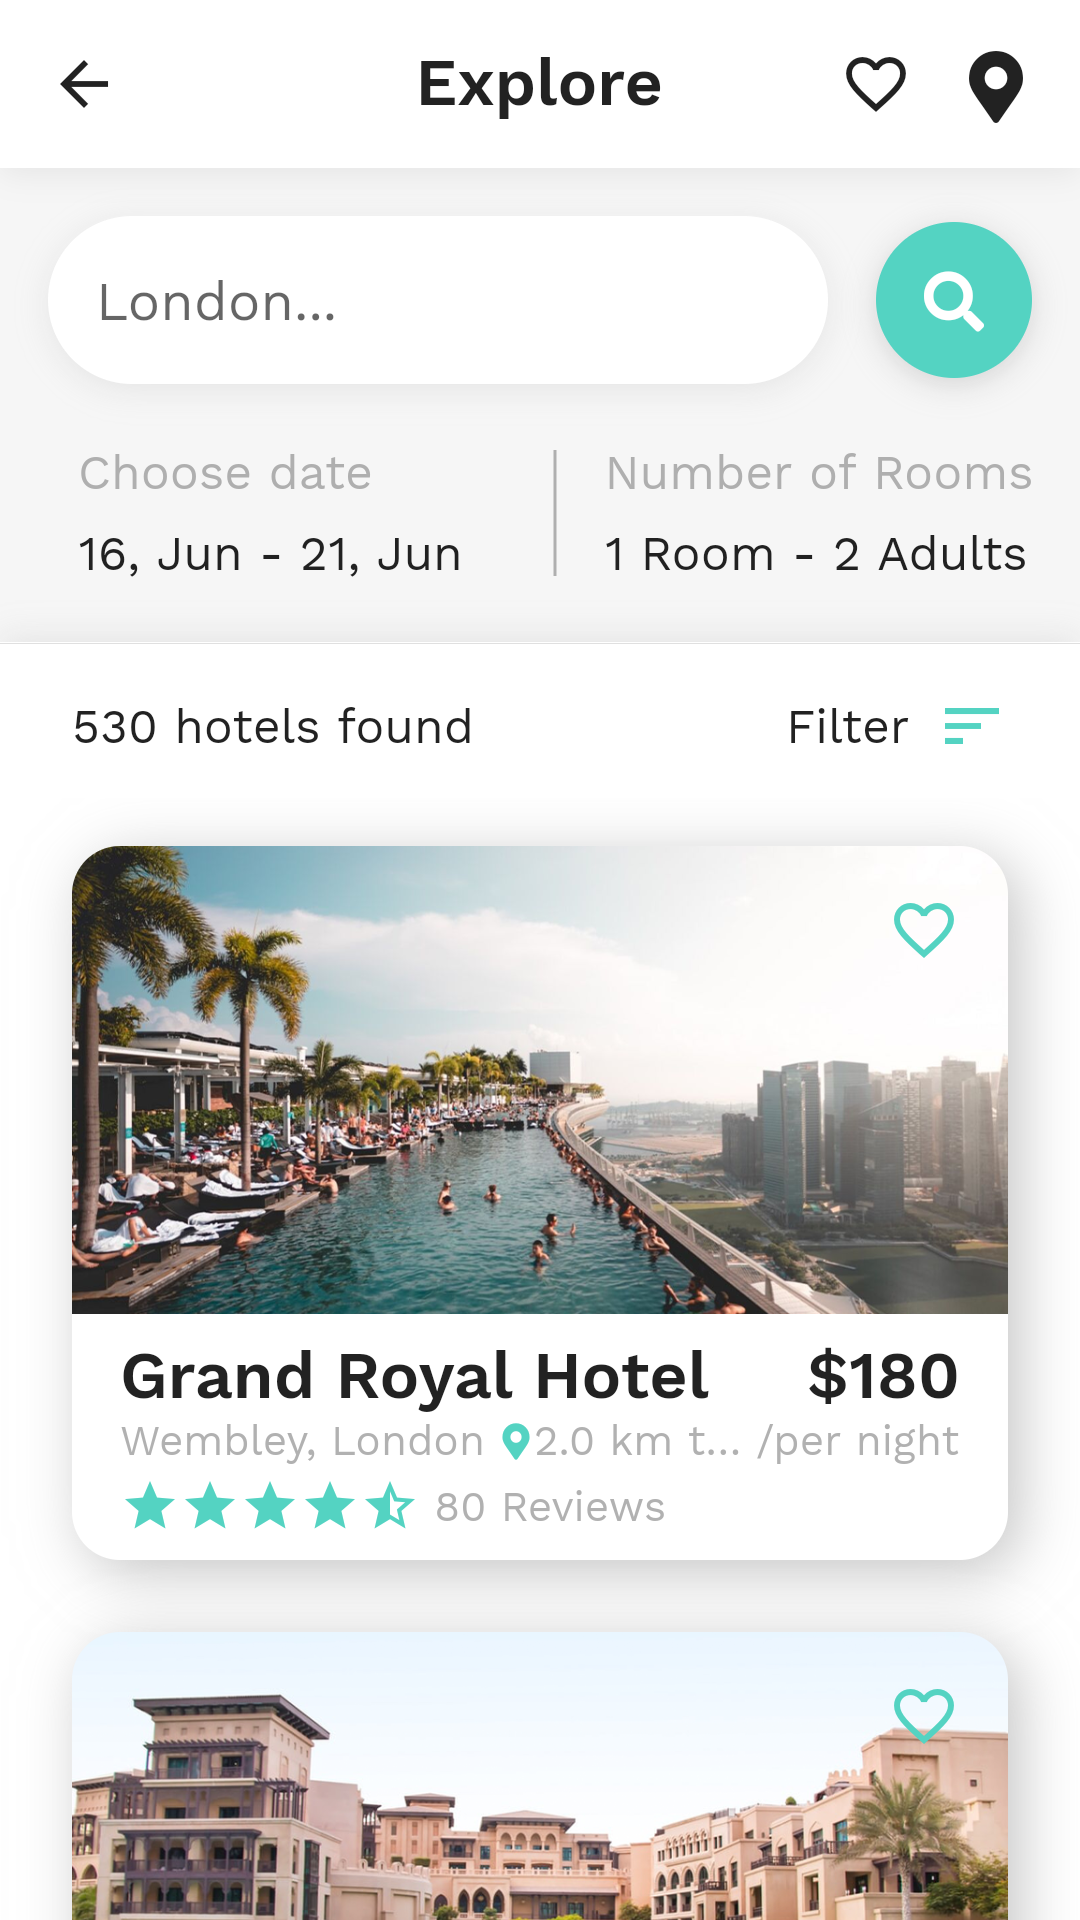 Explore
London...
Choose date
Number of Rooms
16, Jun - 21, Jun
1 Room - 2 Adults
530 hotels found
Filter
Grand Royal Hotel
$180
Wembley, London
2.0 km t...
/per night
80 Reviews